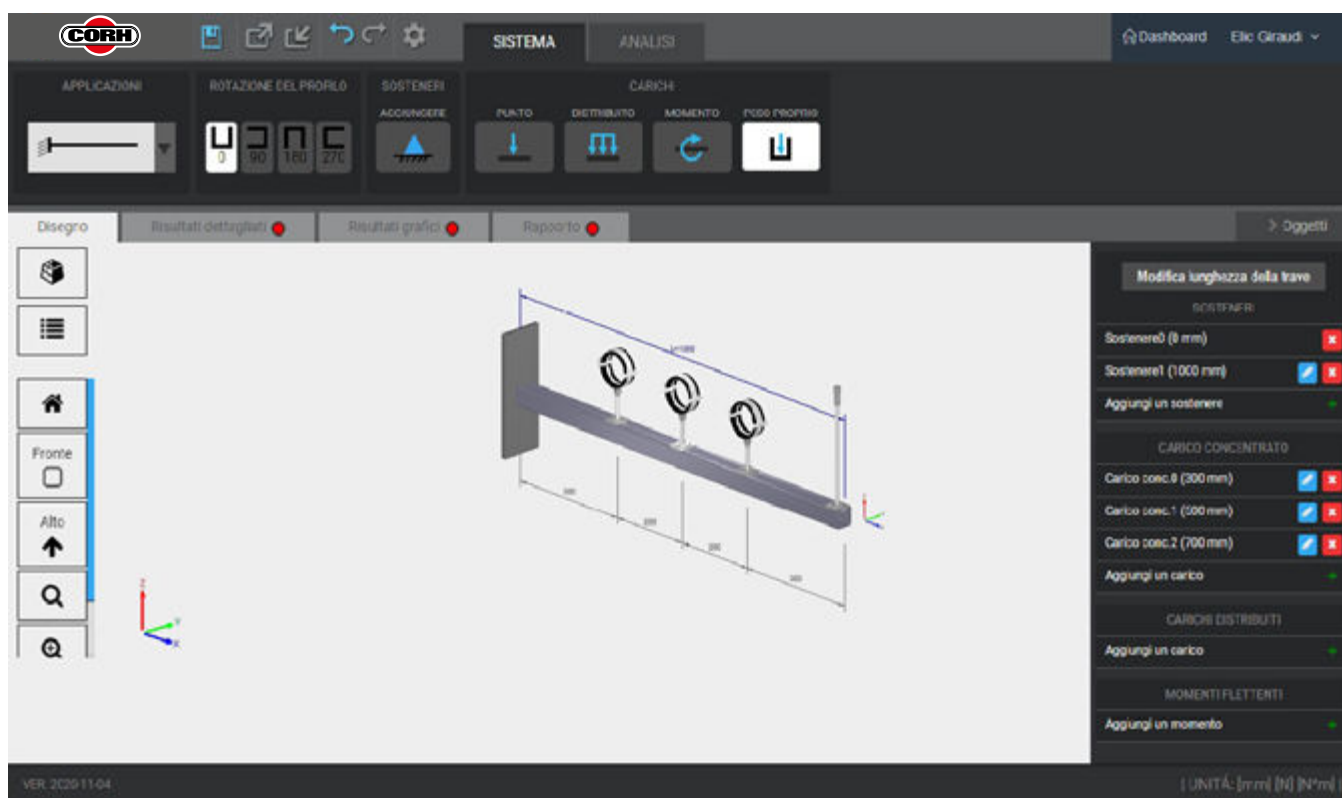 CORH
SISTEMA
ANALISI
Dashboard
Elic Giraudi
APPLICAZIONI
ROTAZIONE DEL PROFILO
SOSTENERI
CARICHI
AGGIUNGERE
PUNTO
DISTRIBUITO
MOMENTO
PESO PROPRIO
0
90
180
270
Disegno
Risultati dettagliati
Risultati grafici
Rapporto
> Oggetti
Modifica lunghezza della trave
SOSTENERI
Sostenere0 (0 mm)
Sostenere1 (1000 mm)
Aggiungi un sostenere
CARICO CONCENTRATO
Carico conc.0 (300 mm)
Carico conc.1 (500 mm)
Carico conc.2 (700 mm)
Aggiungi un carico
CARICHI DISTRIBUITI
Aggiungi un carico
MOMENTI FLETTENTI
Aggiungi un momento
Fronte
Alto
Z
Y
X
VER. 2020-11-04
| UNITÁ: [mm] [N] [N*m] |